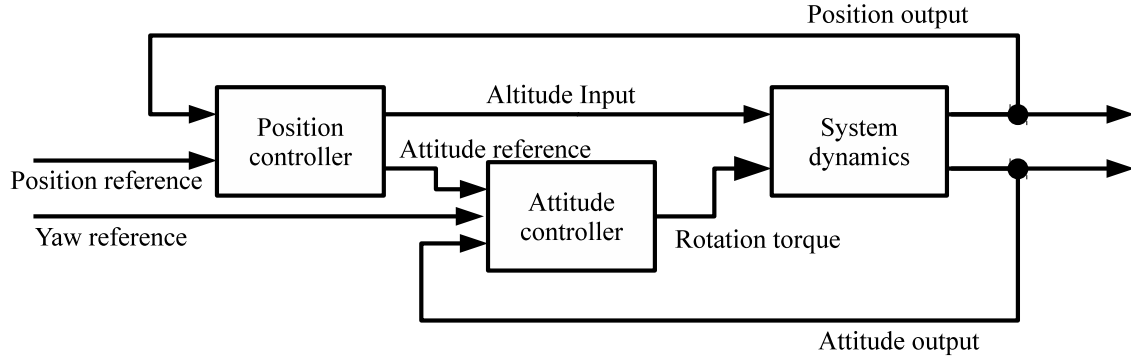 Position output
Altitude Input
Position
controller
System
dynamics
Attitude reference
Position reference
Attitude
controller
Yaw reference
Rotation torque
Attitude output